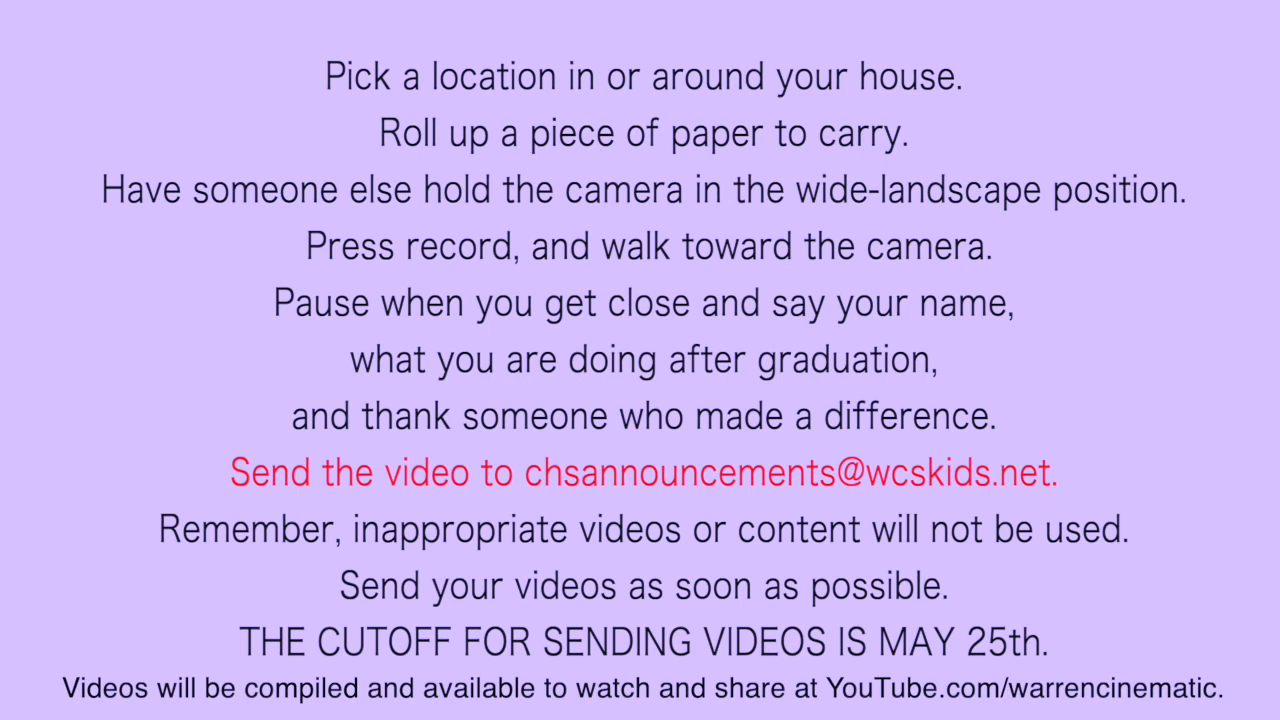 Pick a location in or around your house.
Roll up a piece of paper to carry.
Have someone else hold the camera in the wide-landscape position.
Press record, and walk toward the camera.
Pause when you get close and say your name,
what you are doing after graduation,
and thank someone who made a difference.
Send the video to chsannouncements@wcskids.net.
Remember, inappropriate videos or content will not be used.
Send your videos as soon as possible.
THE CUTOFF FOR SENDING VIDEOS IS MAY 25th.
Videos will be compiled and available to watch and share at YouTube.com/warrencinematic.